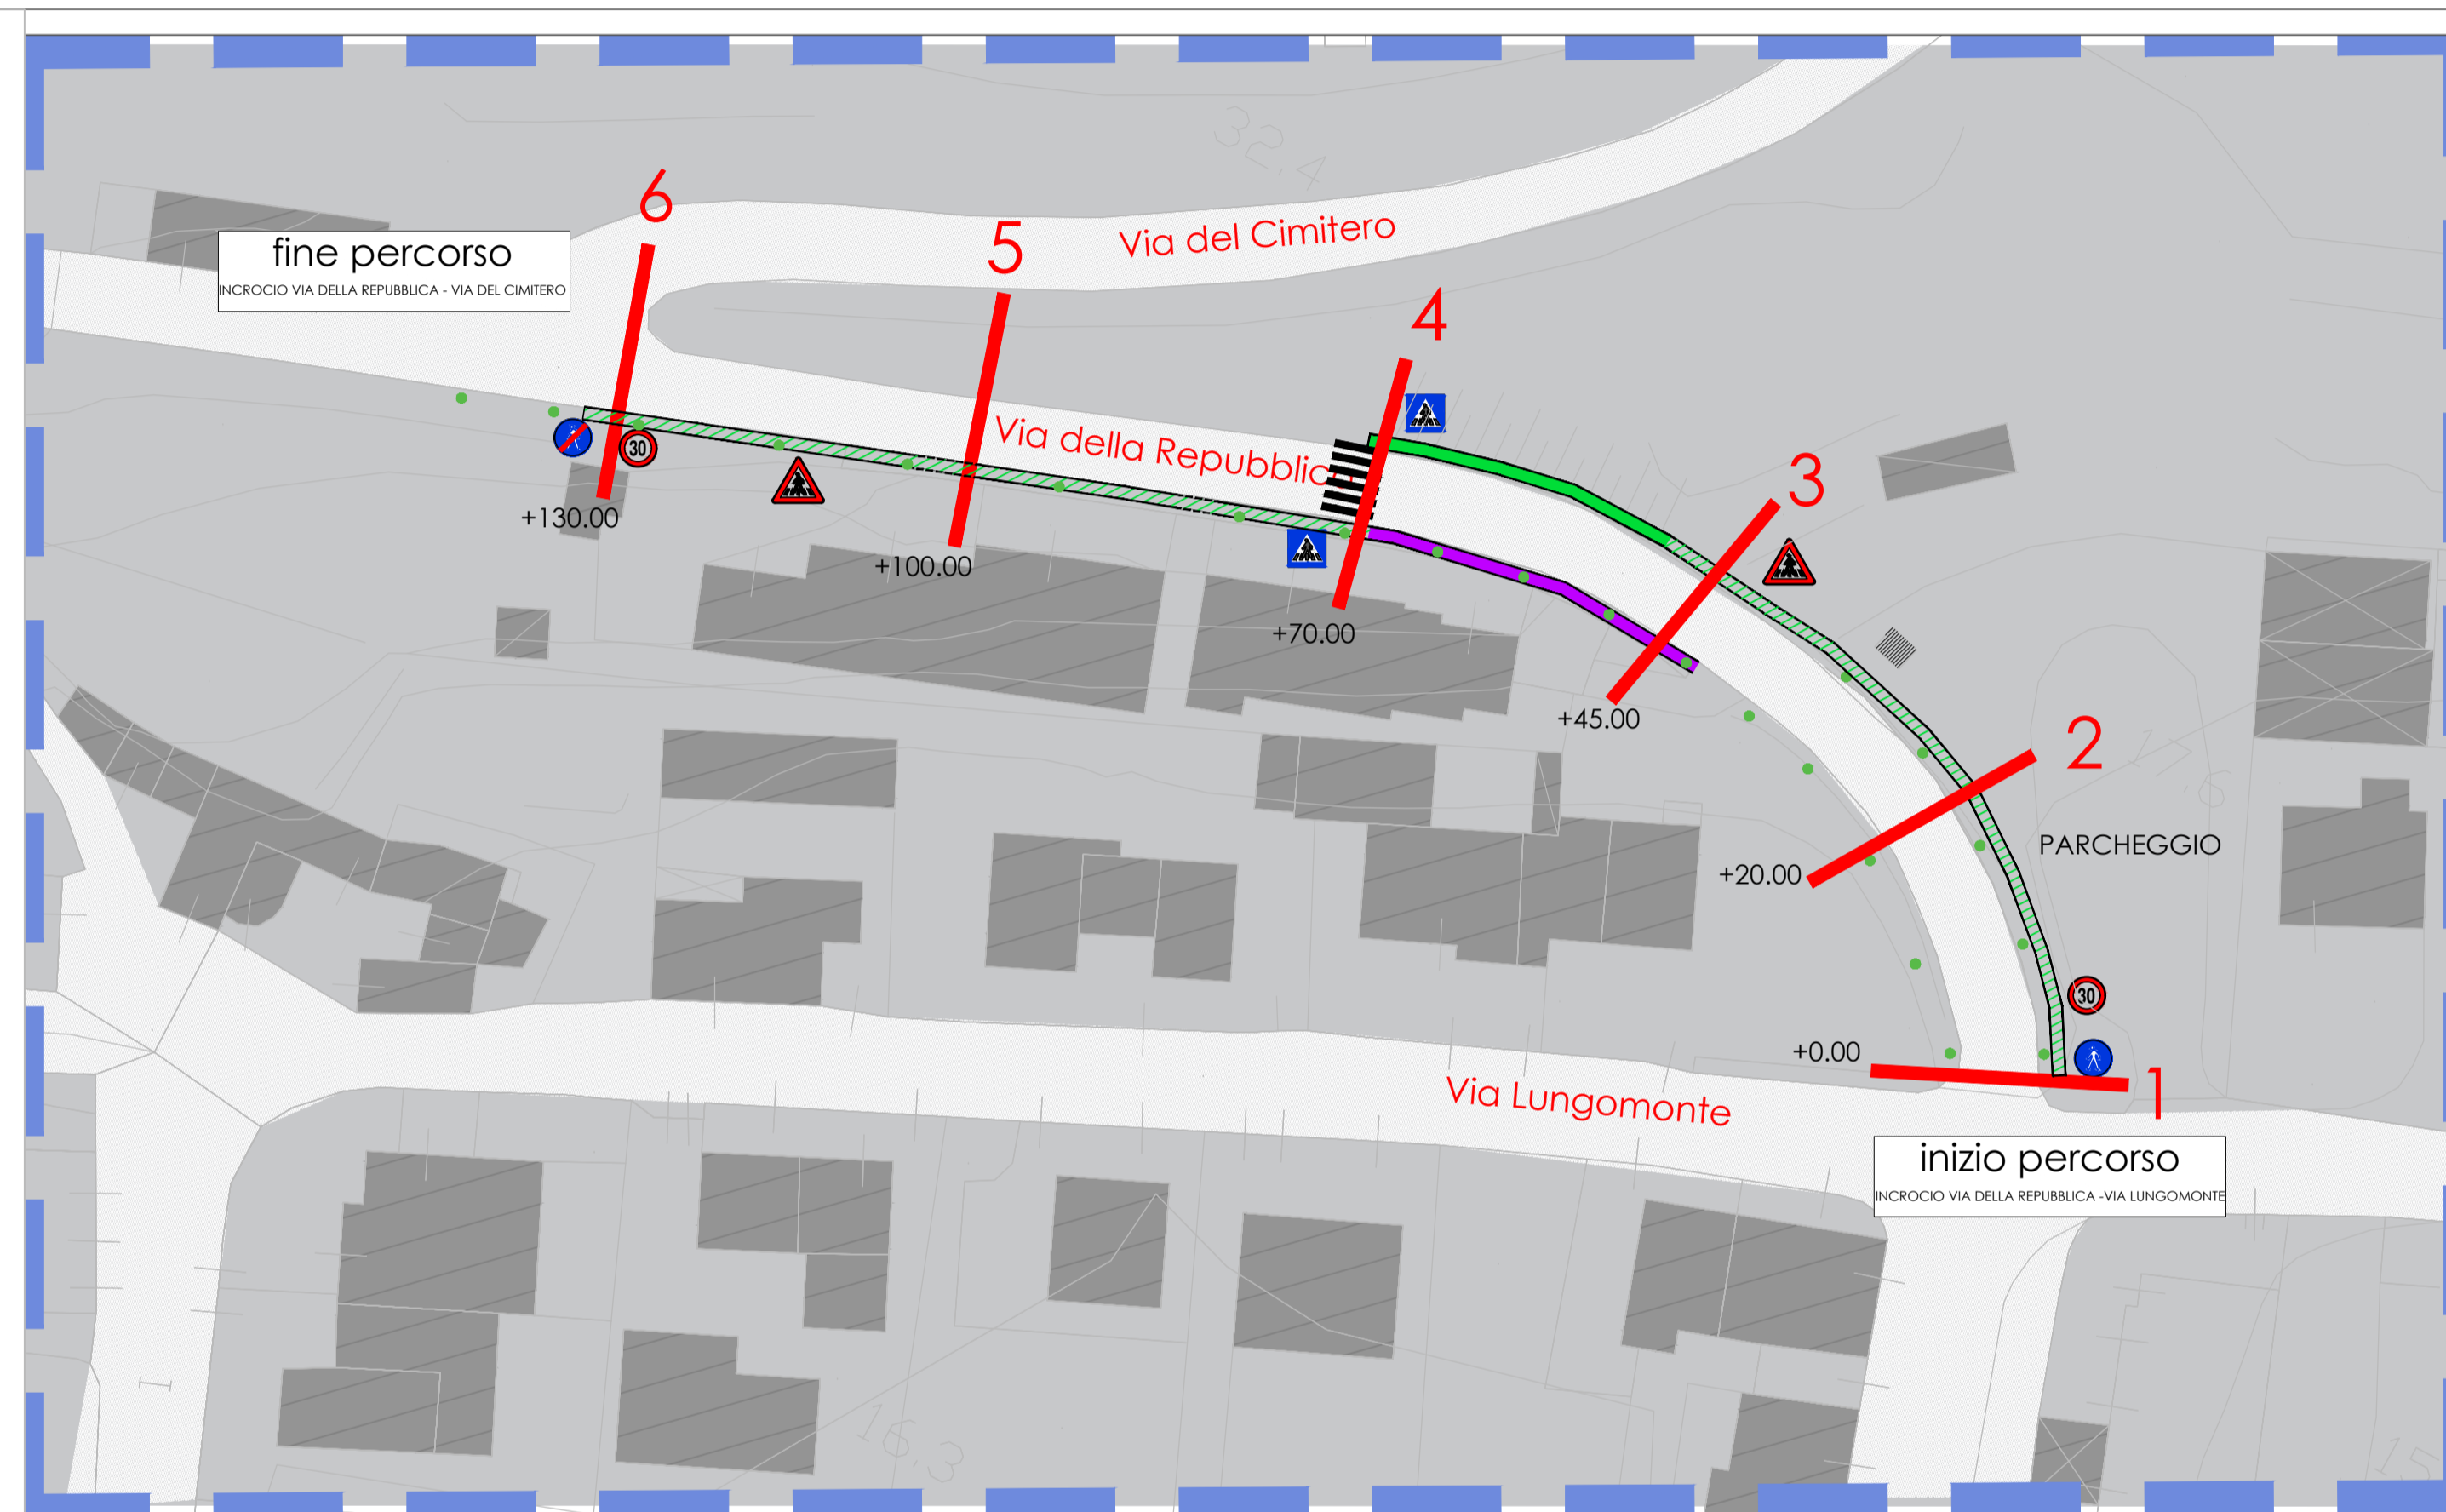 32,4
6
5
Via del Cimitero
fine percorso
INCROCIO VIA DELLA REPUBBLICA - VIA DEL CIMITERO
4
Via della Repubblica
3
30
+130.00
+100.00
+70.00
+45.00
2
PARCHEGGIO
+20.00
30
+0.00
1
Via Lungomonte
inizio percorso
INCROCIO VIA DELLA REPUBBLICA -VIA LUNGOMONTE